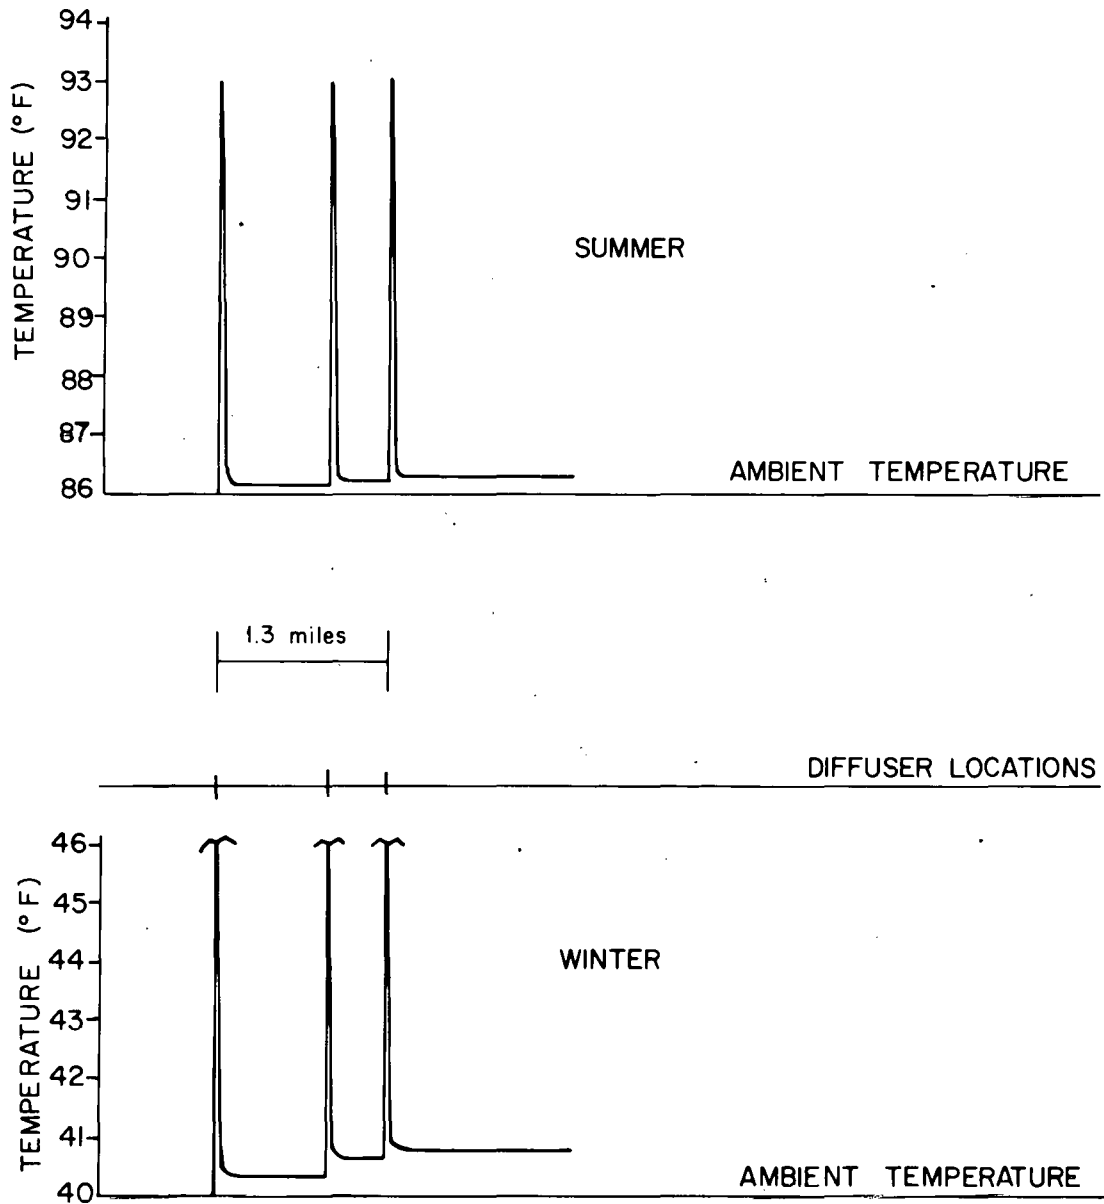 94
93
92
91
90
89
88
87
86
TEMPERATURE (°F)
SUMMER
AMBIENT TEMPERATURE
1.3 miles
DIFFUSER LOCATIONS
46
45
44
43
42
41
40
TEMPERATURE (°F)
WINTER
AMBIENT TEMPERATURE